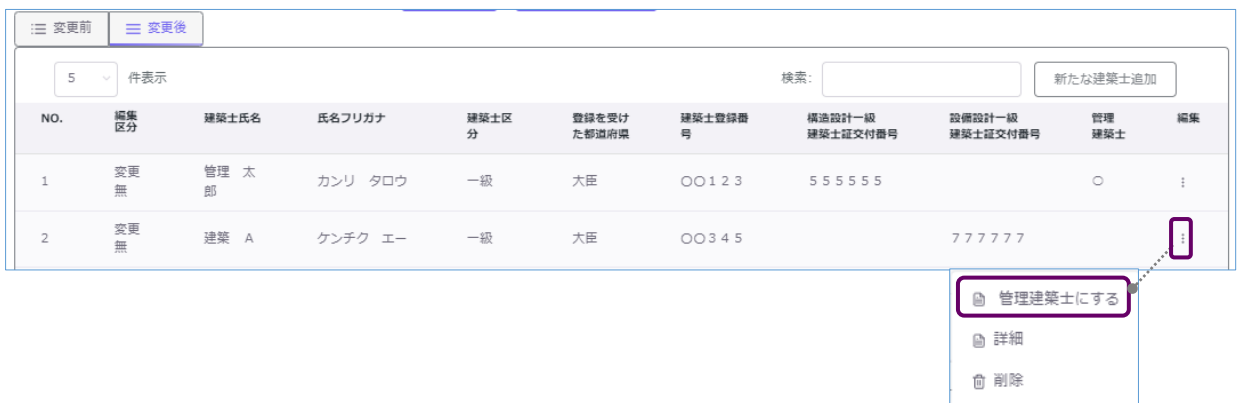 変更前 変更後
5 件表示 検索: 新たな建築士追加
NO. 編集区分 建築士氏名 氏名フリガナ 建築士区分 登録を受けた都道府県 建築士登録番号 構造設計一級建築士証交付番号 設備設計一級建築士証交付番号 管理建築士 編集
1 変更無 管理　太郎 カンリ　タロウ 一級 大臣 〇〇１２３ ５５５５５５ ○ ⋮
2 変更無 建築　A ケンチク　エー 一級 大臣 〇〇３４５ ７７７７７７ ⋮
管理建築士にする
詳細
削除